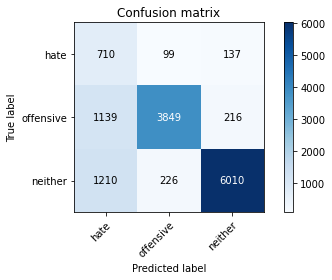 Confusion matrix
hate 710 99 137
offensive 1139 3849 216
neither 1210 226 6010
hate offensive neither
True label
Predicted label
6000
5000
4000
3000
2000
1000